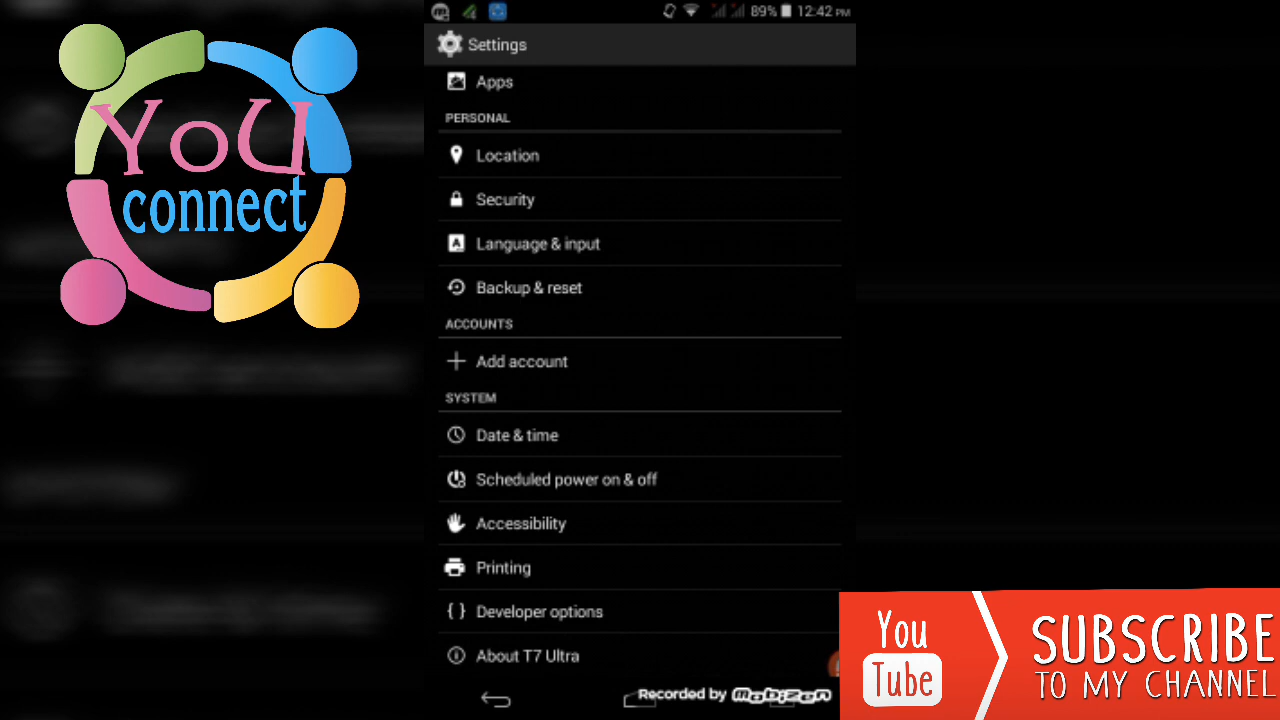 YoU
connect
89% 12:42 PM
Settings
Apps
PERSONAL
Location
Security
Language & input
Backup & reset
ACCOUNTS
Add account
SYSTEM
Date & time
Scheduled power on & off
Accessibility
Printing
Developer options
About T7 Ultra
Recorded by Mobizen
You
Tube
SUBSCRIBE
TO MY CHANNEL